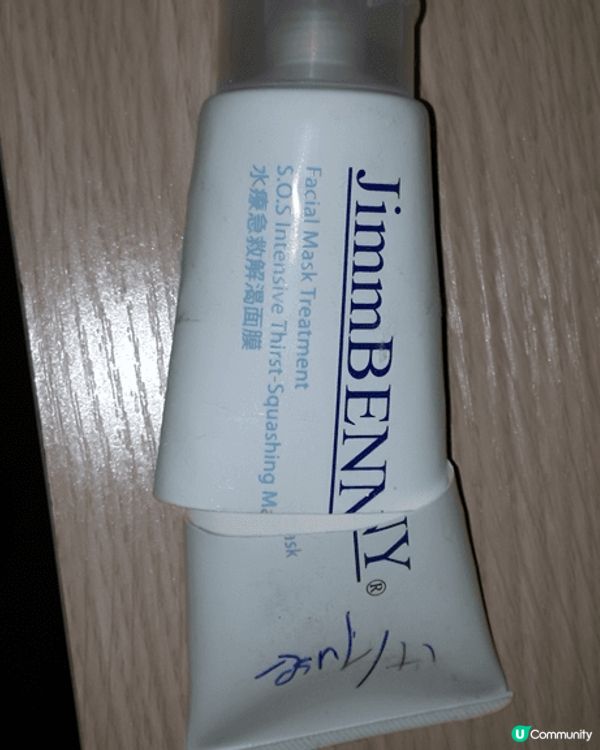 JimmBENNY®
Facial Mask Treatment
S.O.S Intensive Thirst-Squashing Mask
水療急救解渴面膜
U Community